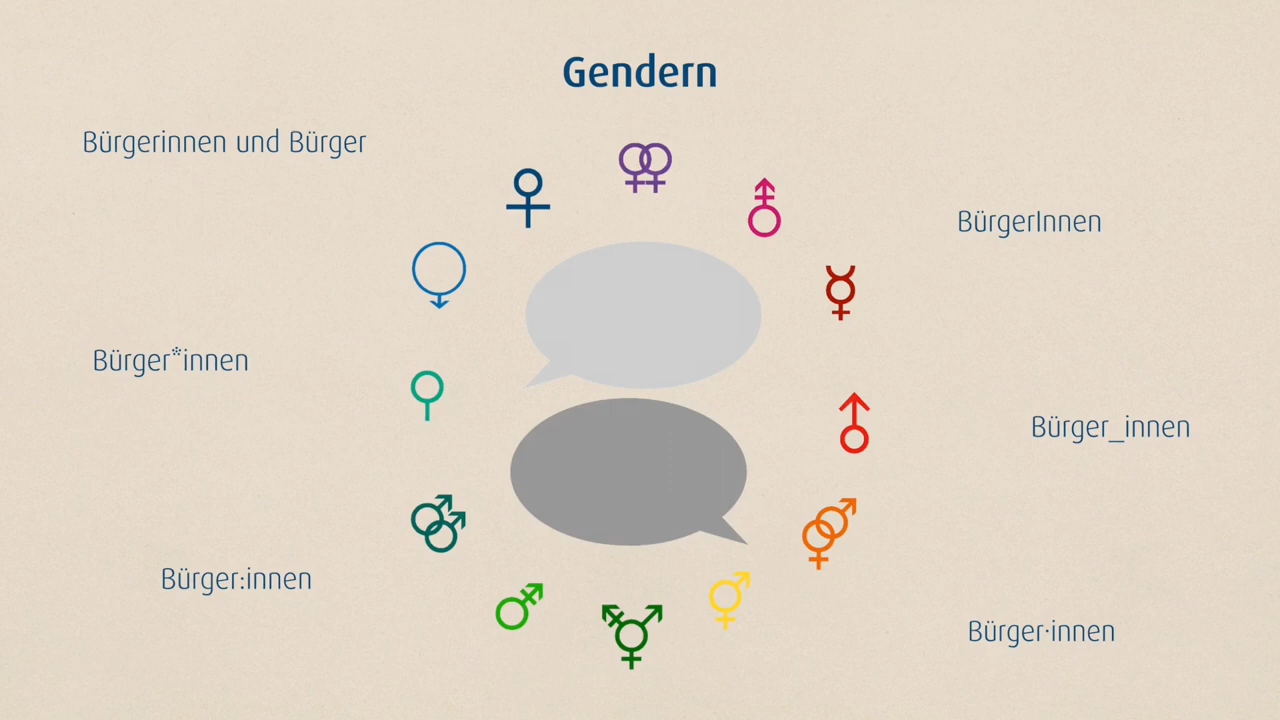 Gendern
Bürgerinnen und Bürger
BürgerInnen
Bürger*innen
Bürger_innen
Bürger:innen
Bürger·innen